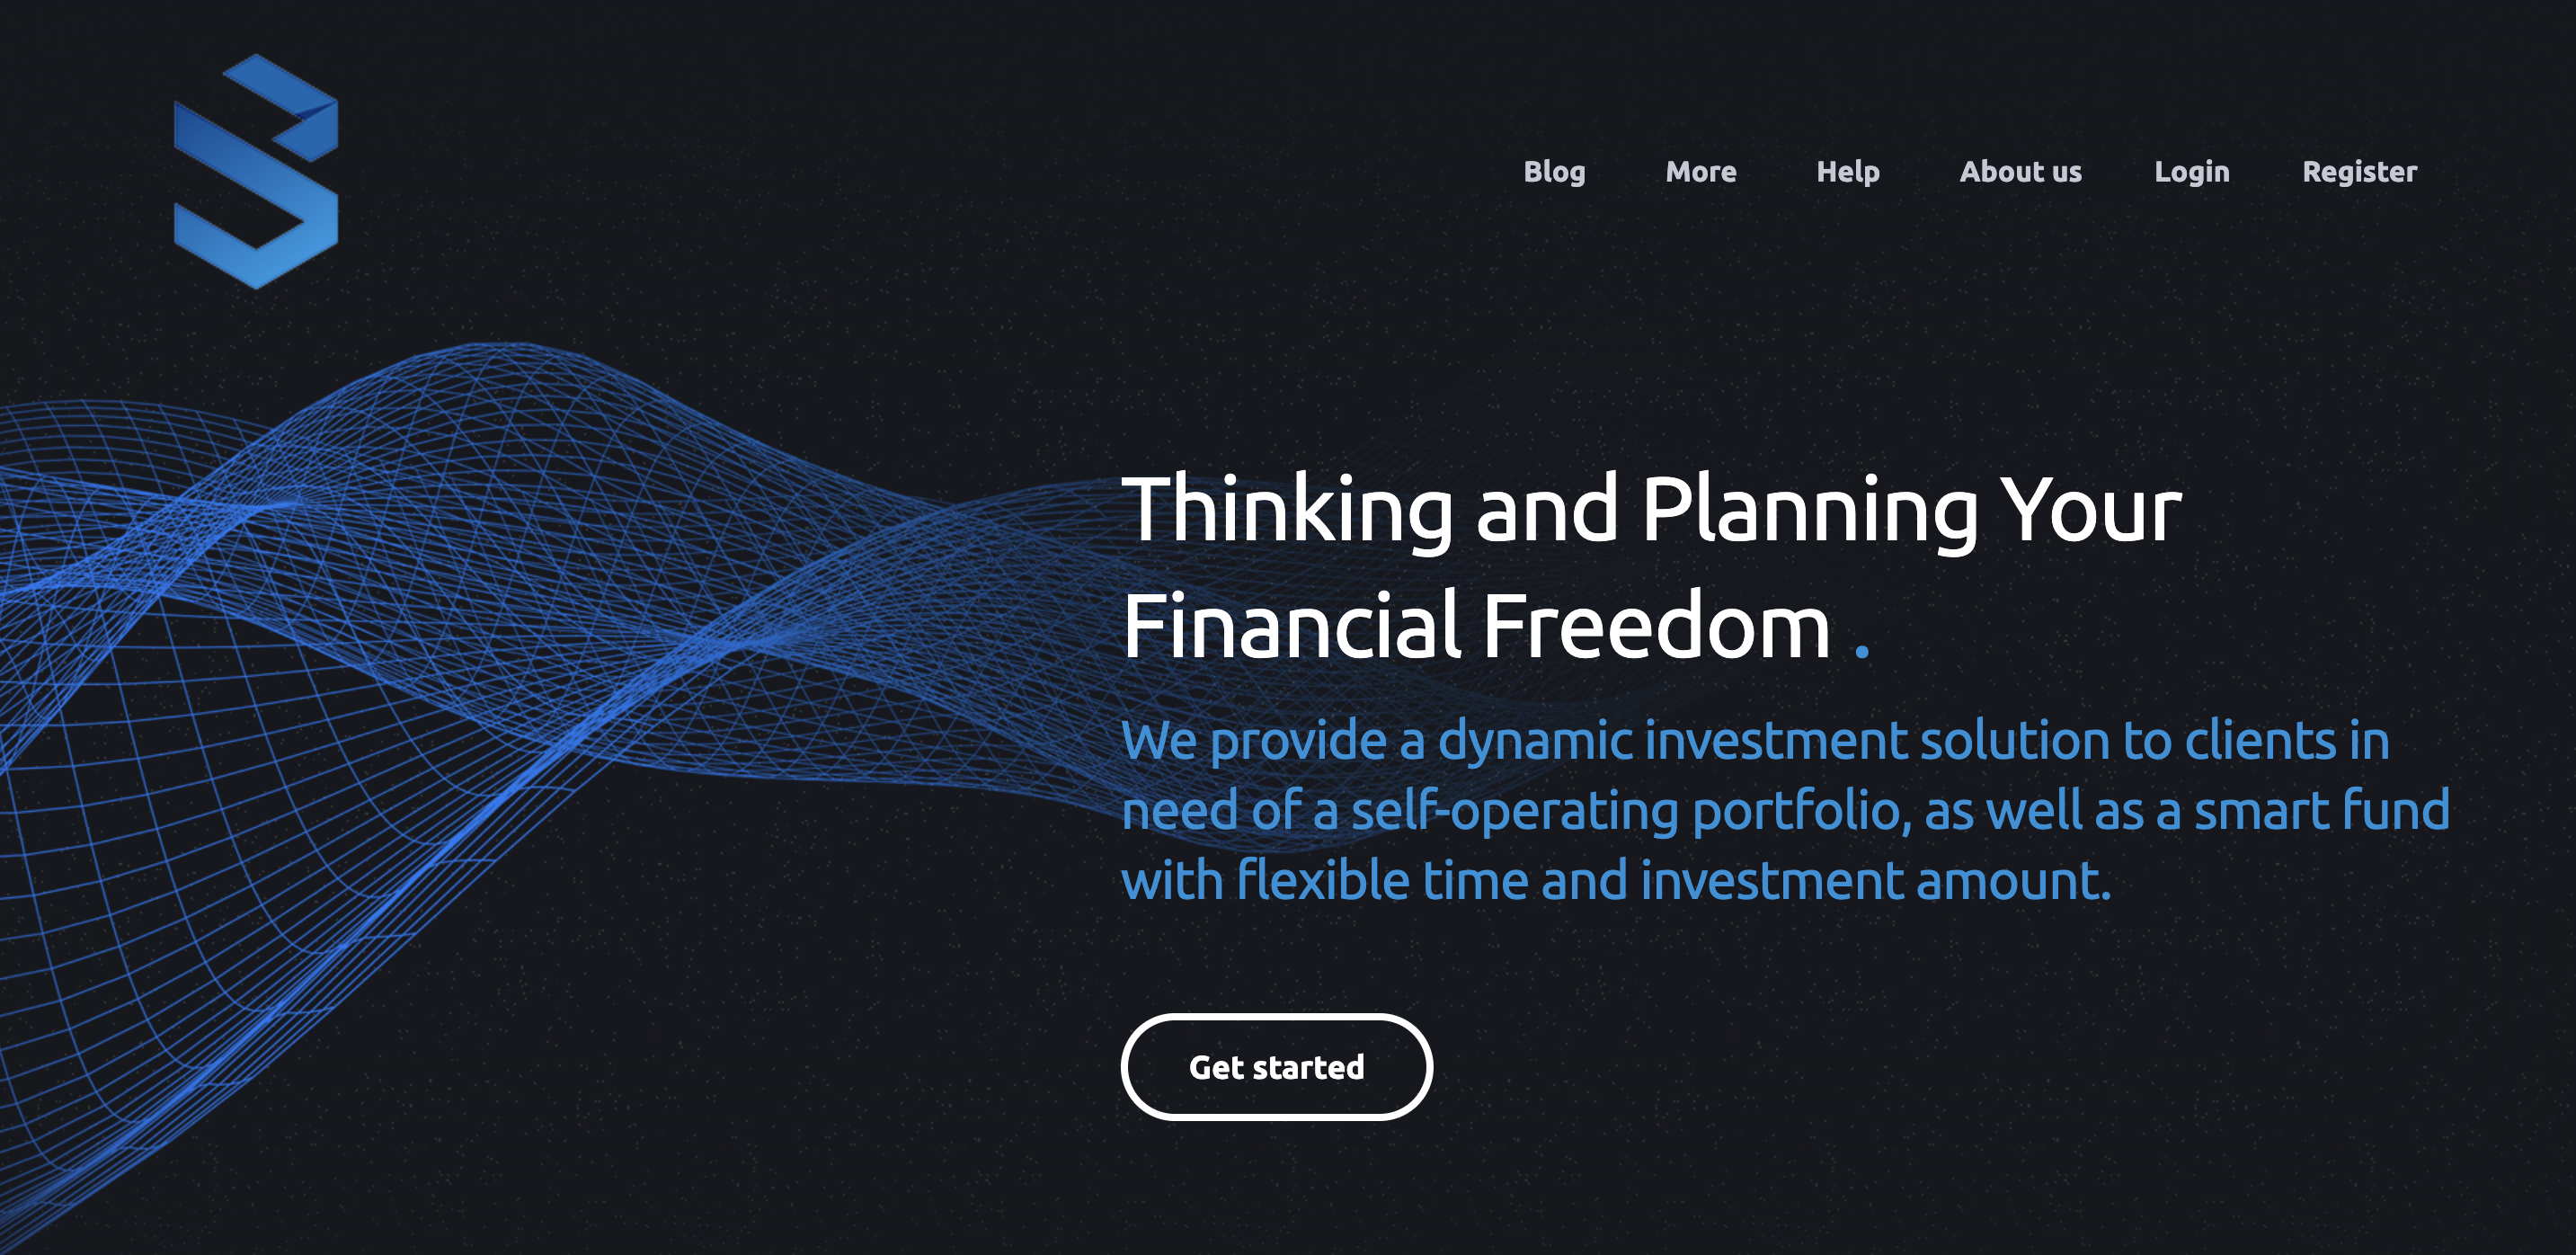 Blog More Help About us Login Register
Thinking and Planning Your
Financial Freedom .
We provide a dynamic investment solution to clients in
need of a self-operating portfolio, as well as a smart fund
with flexible time and investment amount.
Get started